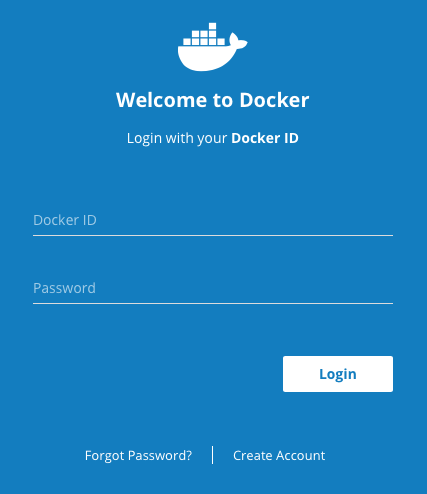 Welcome to Docker
Login with your Docker ID
Docker ID
Password
Login
Forgot Password?
Create Account